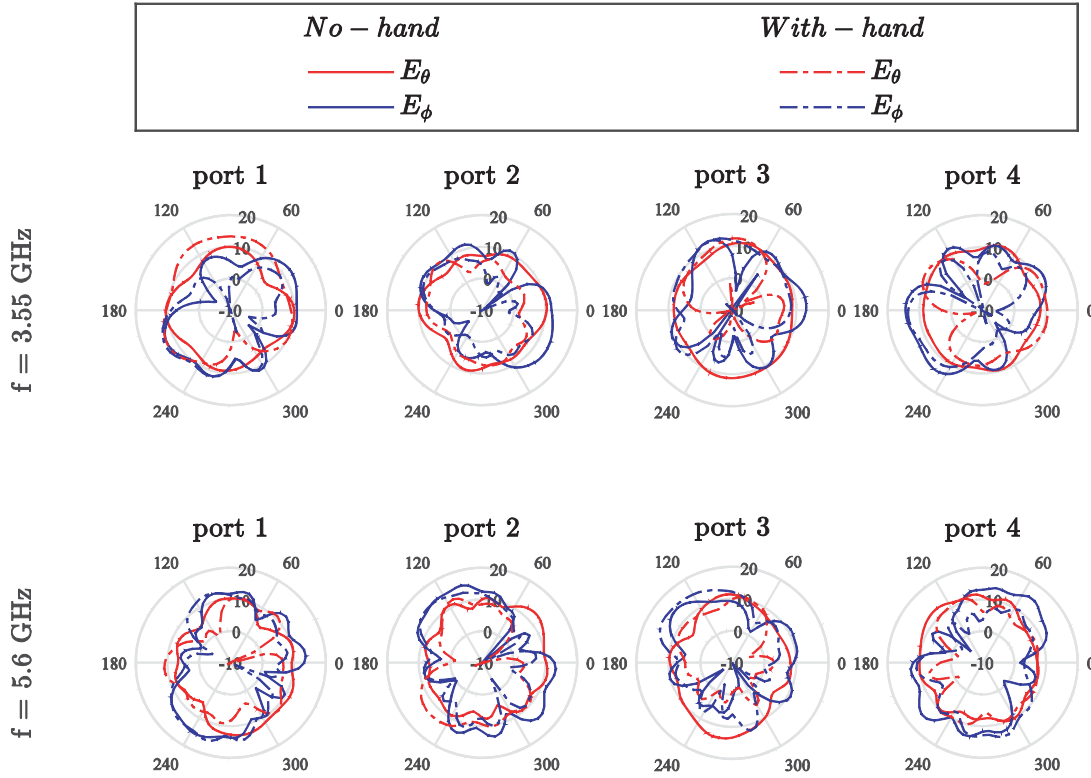 No – hand With – hand
E_θ E_θ
E_ϕ E_ϕ
port 1 port 2 port 3 port 4
f = 3.55 GHz
120 60 120 60 120 60 120 60
20 20 20 20
10 10 10 10
0 0 0 0
180 -10 0 180 -10 0 180 0 180 -10
240 300 240 300 240 300 240 300
port 1 port 2 port 3 port 4
f = 5.6 GHz
120 60 120 60 120 60 120 60
20 20 20 20
10 10 10 10
0 0 0 0
180 -10 0 180 -10 0 180 -10 0 180 -10
240 300 240 300 240 300 240 300